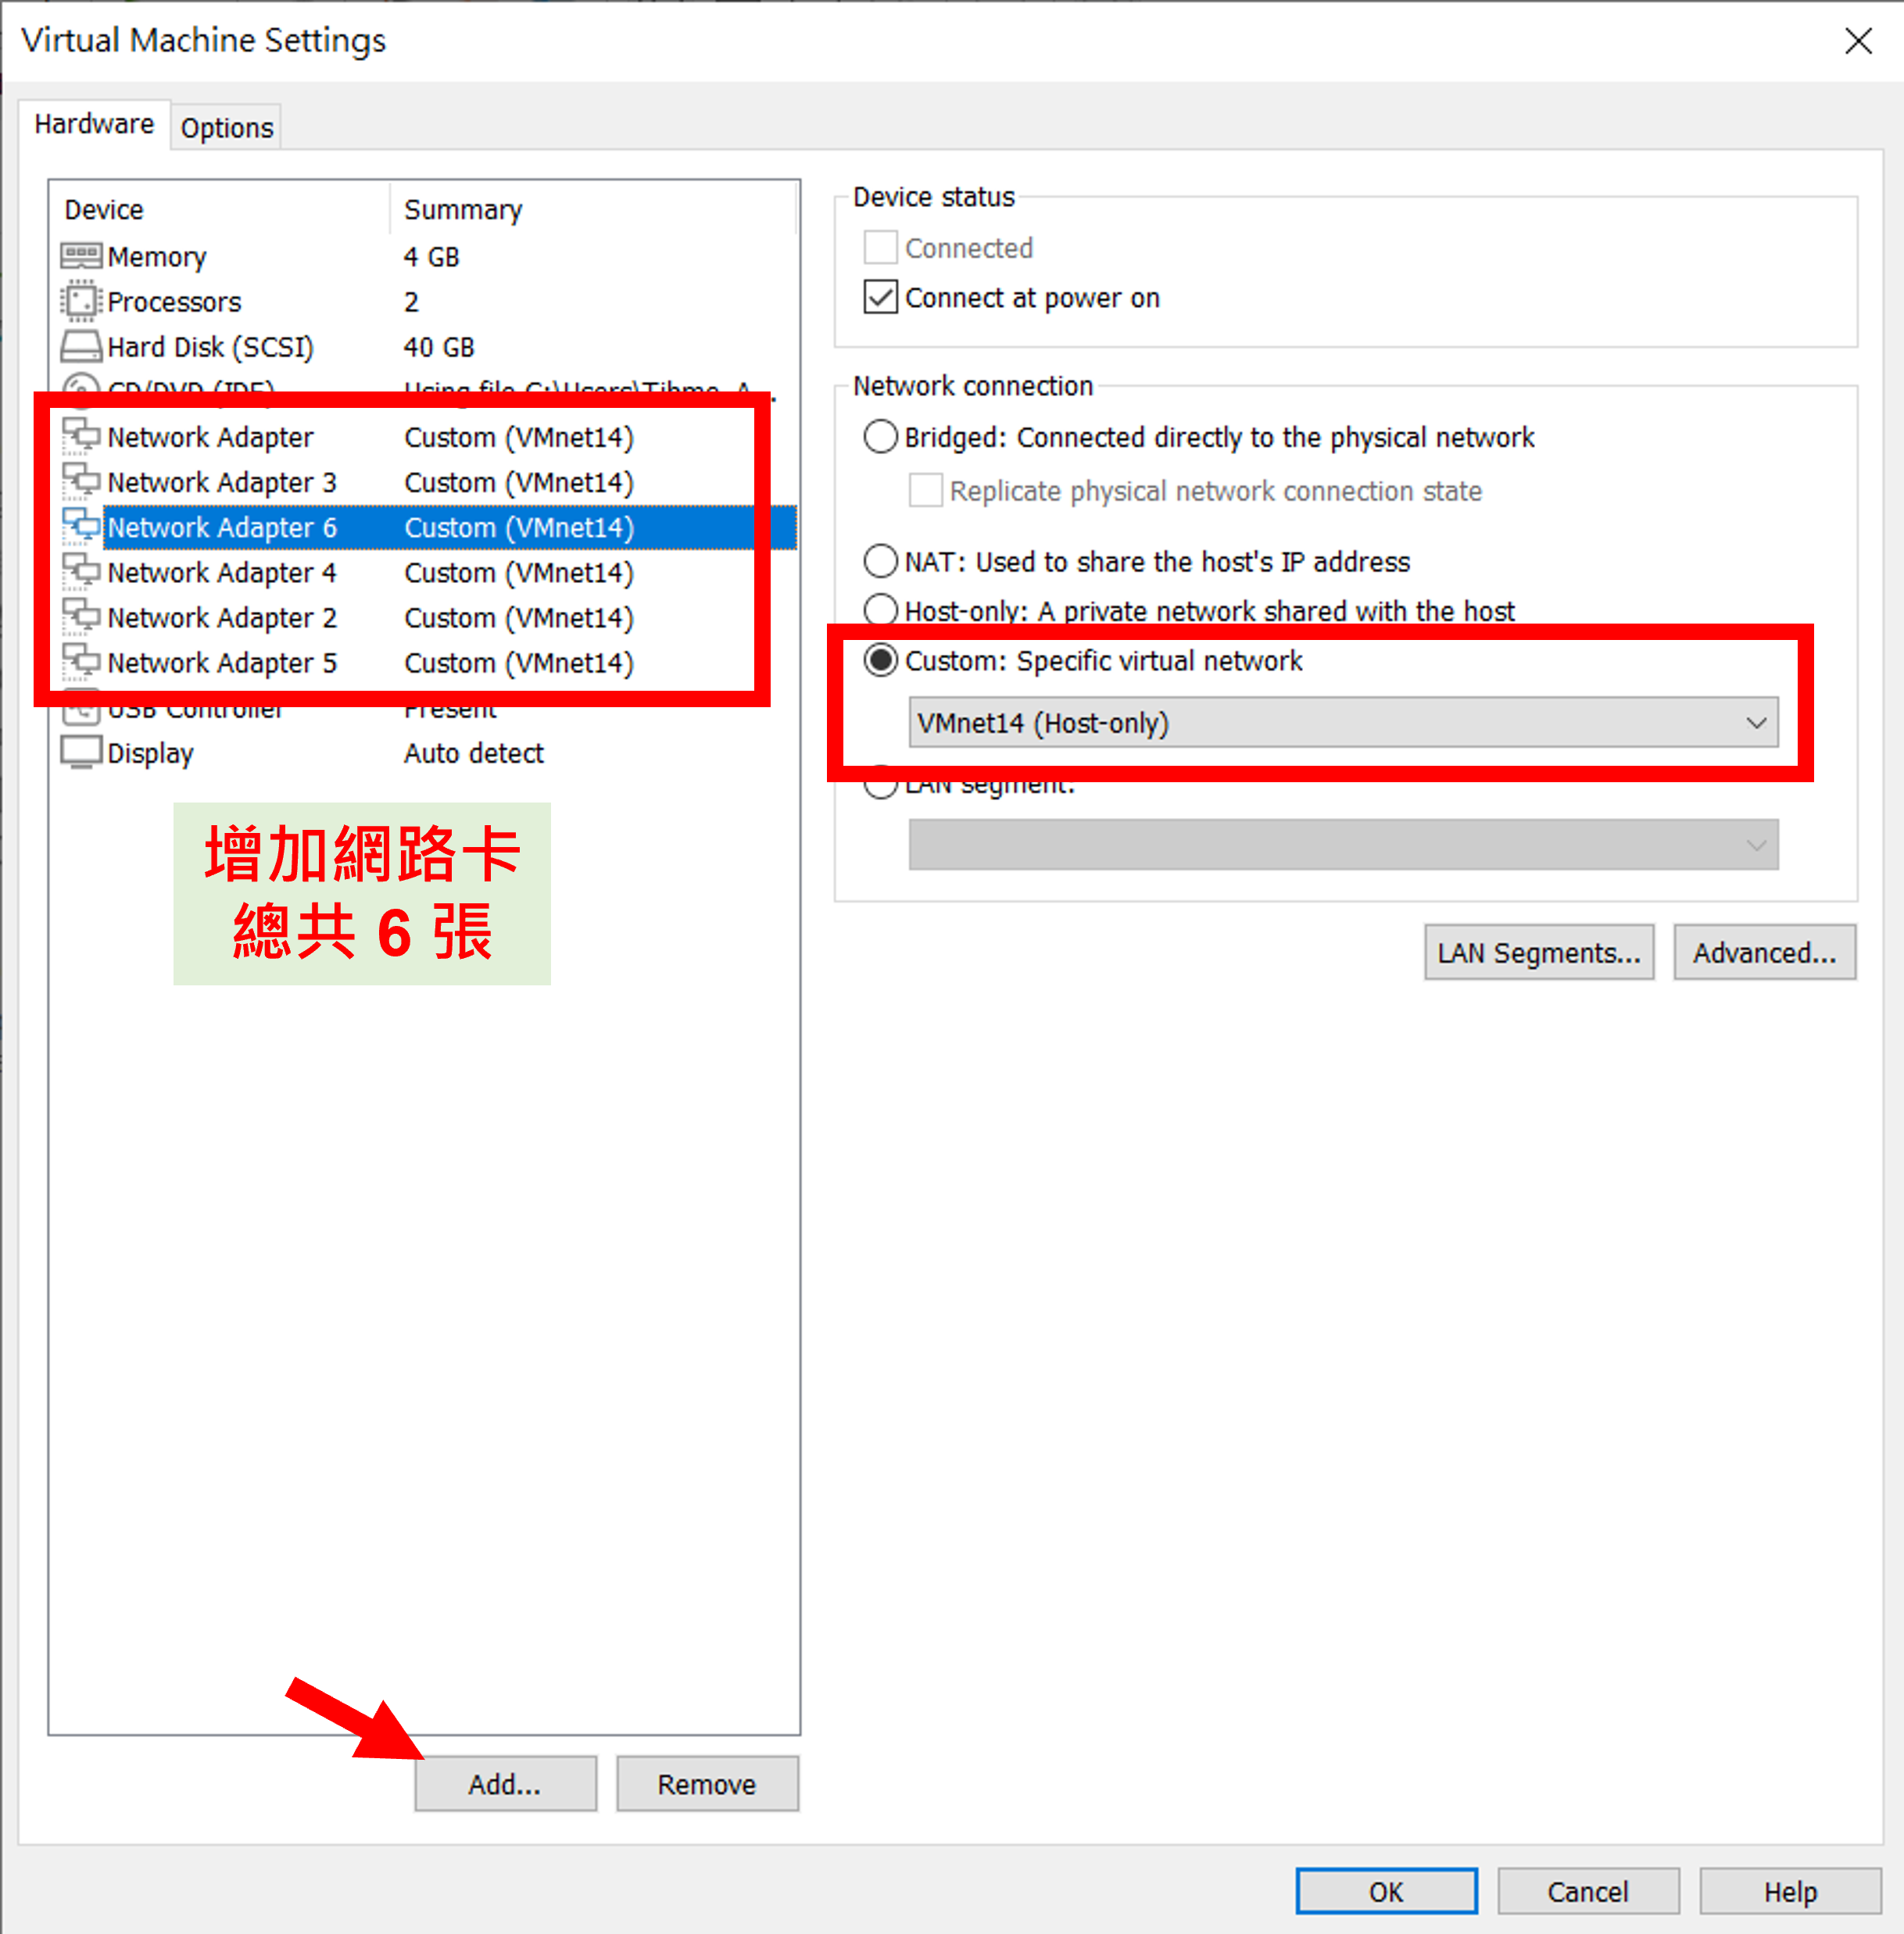 Virtual Machine Settings
Hardware
Options
Device Summary
Memory 4 GB
Processors 2
Hard Disk (SCSI) 40 GB
CD/DVD (IDE) Using file C:\Users\Tibme_A...
Network Adapter Custom (VMnet14)
Network Adapter 3 Custom (VMnet14)
Network Adapter 6 Custom (VMnet14)
Network Adapter 4 Custom (VMnet14)
Network Adapter 2 Custom (VMnet14)
Network Adapter 5 Custom (VMnet14)
USB Controller Present
Display Auto detect
增加網路卡
總共 6 張
Add...
Remove
Device status
Connected
Connect at power on
Network connection
Bridged: Connected directly to the physical network
Replicate physical network connection state
NAT: Used to share the host's IP address
Host-only: A private network shared with the host
Custom: Specific virtual network
VMnet14 (Host-only)
LAN segment:
LAN Segments...
Advanced...
OK
Cancel
Help